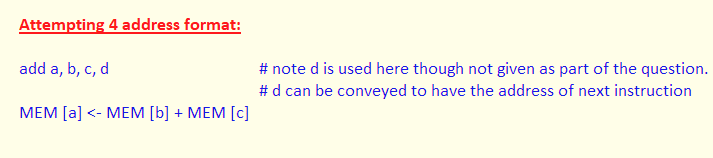 Attempting 4 address format:
add a, b, c, d # note d is used here though not given as part of the question.
# d can be conveyed to have the address of next instruction
MEM [a] <- MEM [b] + MEM [c]